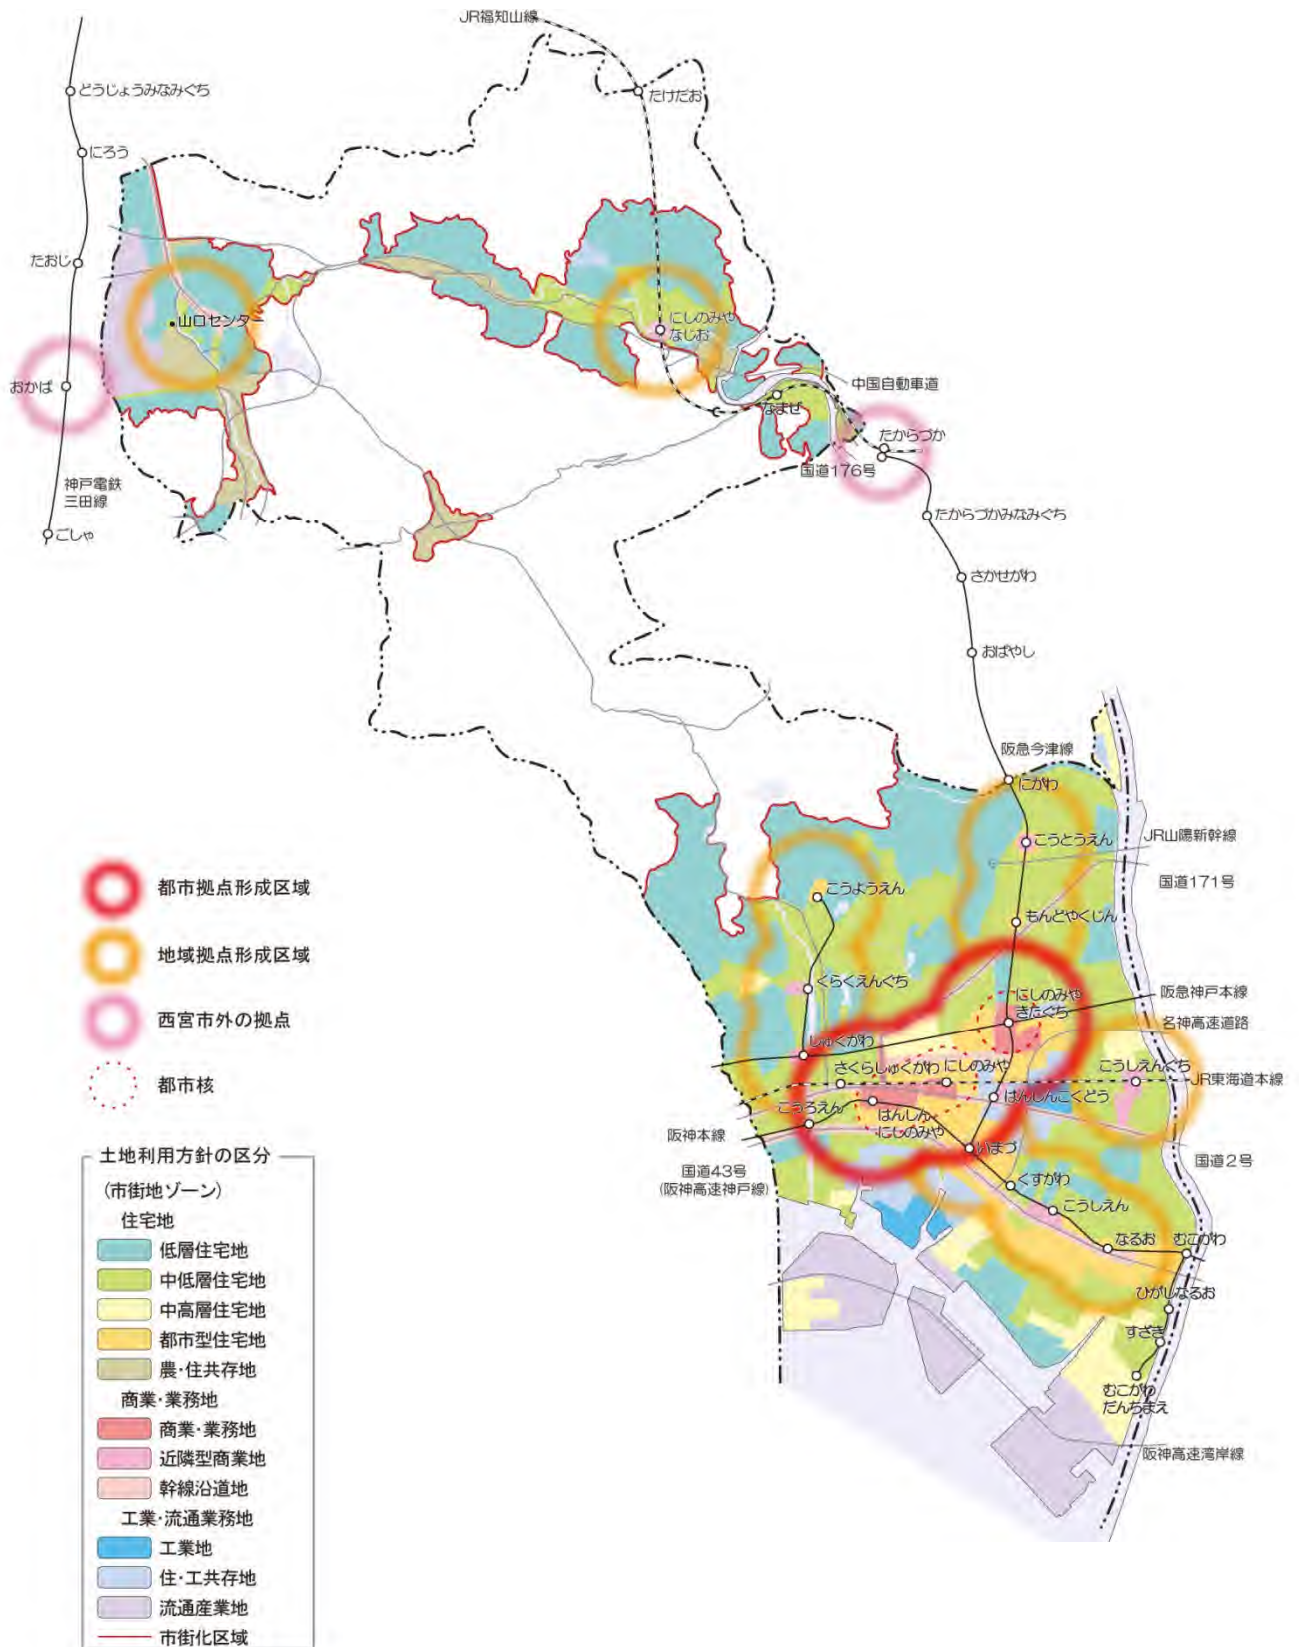 JR福知山線
どうじょうみなみぐち
たけだお
にろう
たおじ
山口センター
にしのみや
なじお
おかば
中国自動車道
なまぜ
たからづか
国道176号
神戸電鉄
三田線
たからづかみなみぐち
ごしゃ
さかせがわ
おばやし
阪急今津線
にがわ
こうとうえん
JR山陽新幹線
国道171号
こうようえん
もんどやくじん
くらくえんぐち
にしのみや
きたぐち
阪急神戸本線
名神高速道路
しゅくがわ
さくらしゅくがわ
にしのみや
こうしえんぐち
JR東海道本線
こうろえん
はんしん
にしのみや
はんしんこくどう
阪神本線
いまづ
国道2号
国道43号
(阪神高速神戸線)
くすがわ
こうしえん
なるお
むこがわ
ひがしなるお
すざき
むこがわ
だんちまえ
阪神高速湾岸線
都市拠点形成区域
地域拠点形成区域
西宮市外の拠点
都市核
土地利用方針の区分
(市街地ゾーン)
住宅地
低層住宅地
中低層住宅地
中高層住宅地
都市型住宅地
農・住共存地
商業・業務地
商業・業務地
近隣型商業地
幹線沿道地
工業・流通業務地
工業地
住・工共存地
流通産業地
市街化区域